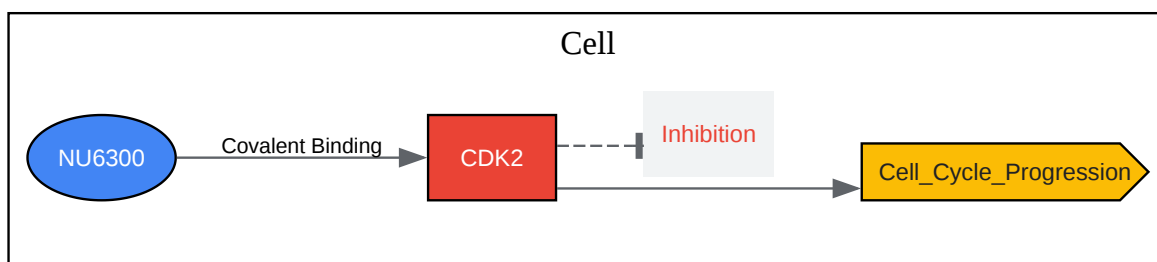 Cell
NU6300
Covalent Binding
CDK2
Inhibition
Cell_Cycle_Progression